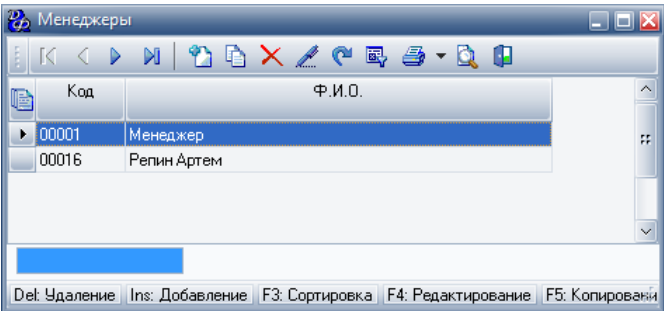 Менеджеры
Код Ф.И.О.
00001 Менеджер
00016 Репин Артем
Del: Удаление Ins: Добавление F3: Сортировка F4: Редактирование F5: Копировани